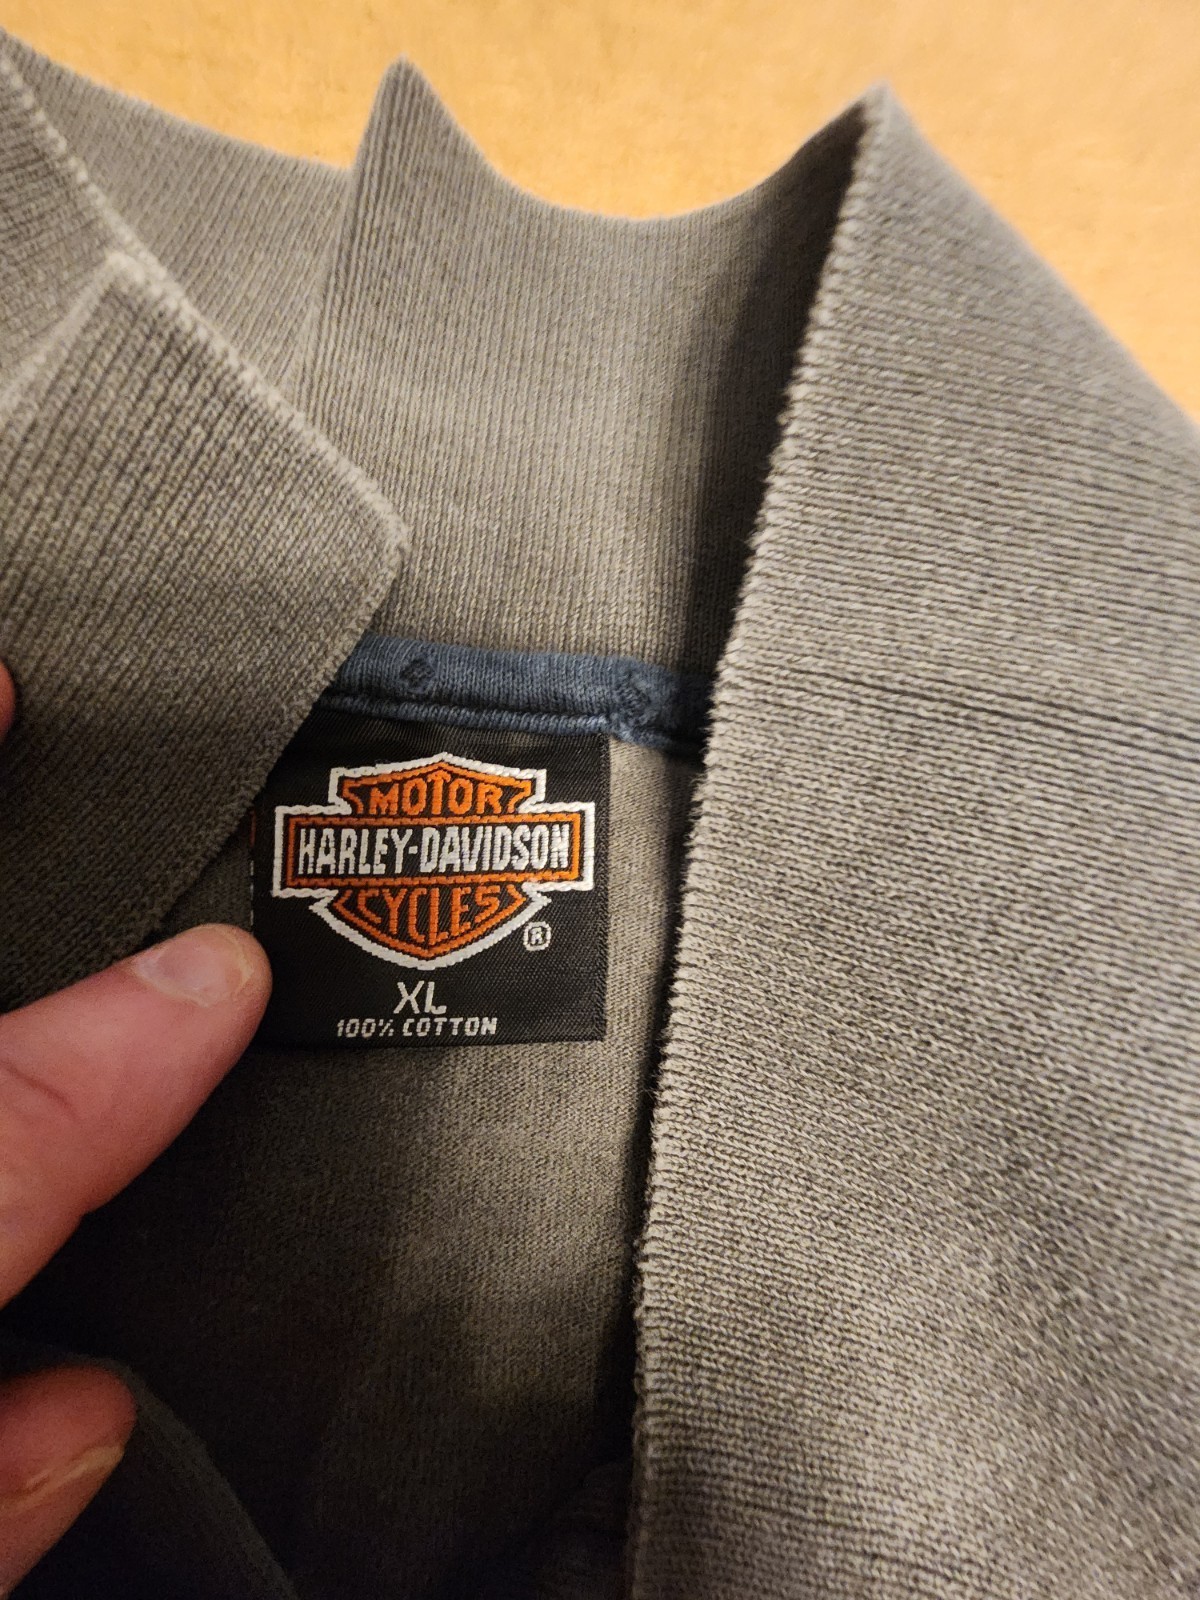 MOTOR
HARLEY-DAVIDSON
CYCLES
®
XL
100% COTTON